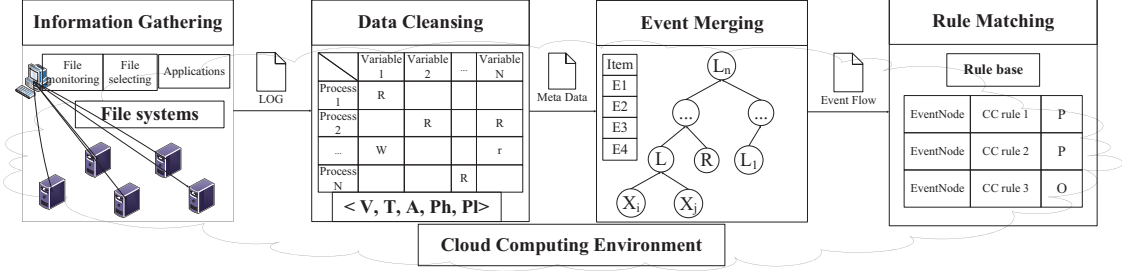 Information Gathering
File monitoring
File selecting
Applications
File systems
LOG
Data Cleansing
Variable 1
Variable 2
...
Variable N
Process 1
R
Process 2
R
R
...
W
r
Process N
R
< V, T, A, Ph, Pl>
Meta Data
Event Merging
Item
E1
E2
E3
E4
Ln
...
...
L
R
L1
Xi
Xj
Event Flow
Rule Matching
Rule base
EventNode CC rule 1 P
EventNode CC rule 2 P
EventNode CC rule 3 O
Cloud Computing Environment